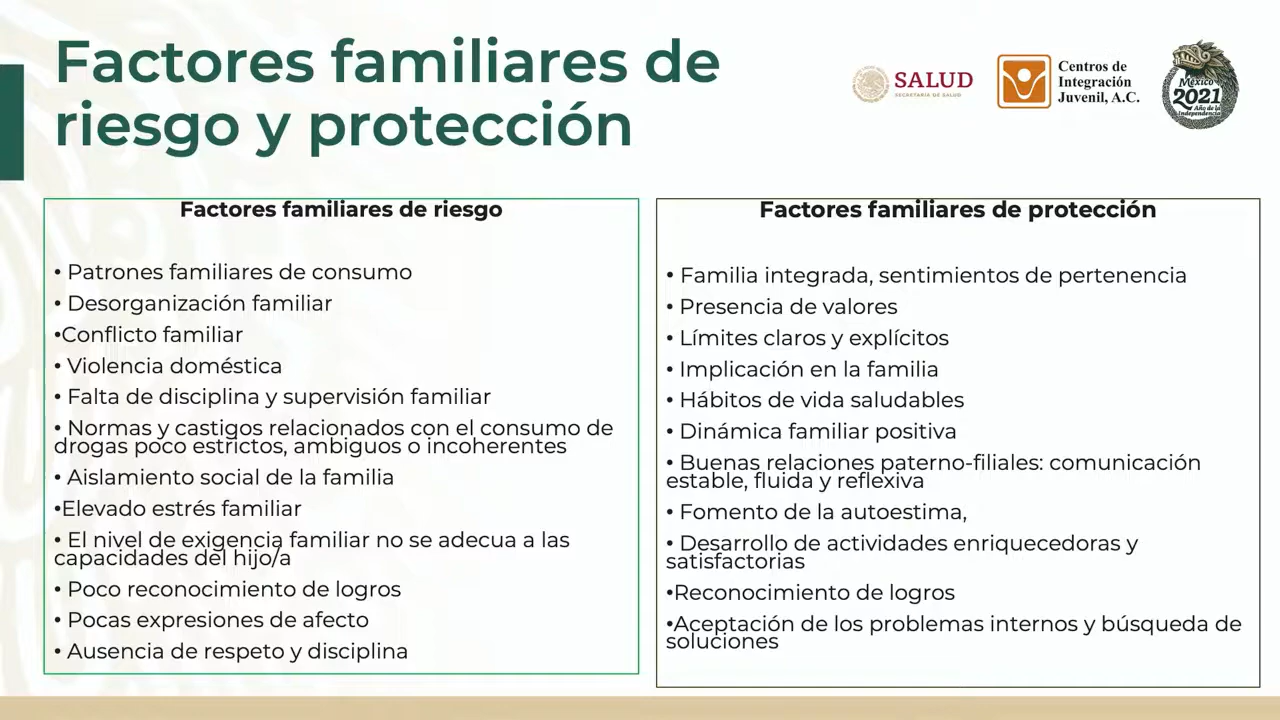 Factores familiares de
riesgo y protección
SALUD
SECRETARÍA DE SALUD
Centros de
Integración
Juvenil, A.C.
México
2021
Año de la
Independencia
Factores familiares de riesgo
• Patrones familiares de consumo
• Desorganización familiar
•Conflicto familiar
• Violencia doméstica
• Falta de disciplina y supervisión familiar
• Normas y castigos relacionados con el consumo de
drogas poco estrictos, ambiguos o incoherentes
• Aislamiento social de la familia
•Elevado estrés familiar
• El nivel de exigencia familiar no se adecua a las
capacidades del hijo/a
• Poco reconocimiento de logros
• Pocas expresiones de afecto
• Ausencia de respeto y disciplina
Factores familiares de protección
• Familia integrada, sentimientos de pertenencia
• Presencia de valores
• Límites claros y explícitos
• Implicación en la familia
• Hábitos de vida saludables
• Dinámica familiar positiva
• Buenas relaciones paterno-filiales: comunicación
estable, fluida y reflexiva
• Fomento de la autoestima,
• Desarrollo de actividades enriquecedoras y
satisfactorias
•Reconocimiento de logros
•Aceptación de los problemas internos y búsqueda de
soluciones